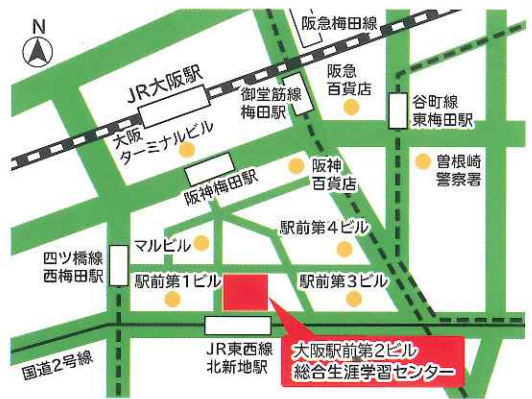 N
阪急梅田線
JR大阪駅
御堂筋線
梅田駅
阪急
百貨店
谷町線
東梅田駅
大阪
ターミナルビル
阪神梅田駅
阪神
百貨店
曽根崎
警察署
四ツ橋線
西梅田駅
マルビル
駅前第4ビル
駅前第1ビル
駅前第3ビル
国道2号線
JR東西線
北新地駅
大阪駅前第2ビル
総合生涯学習センター